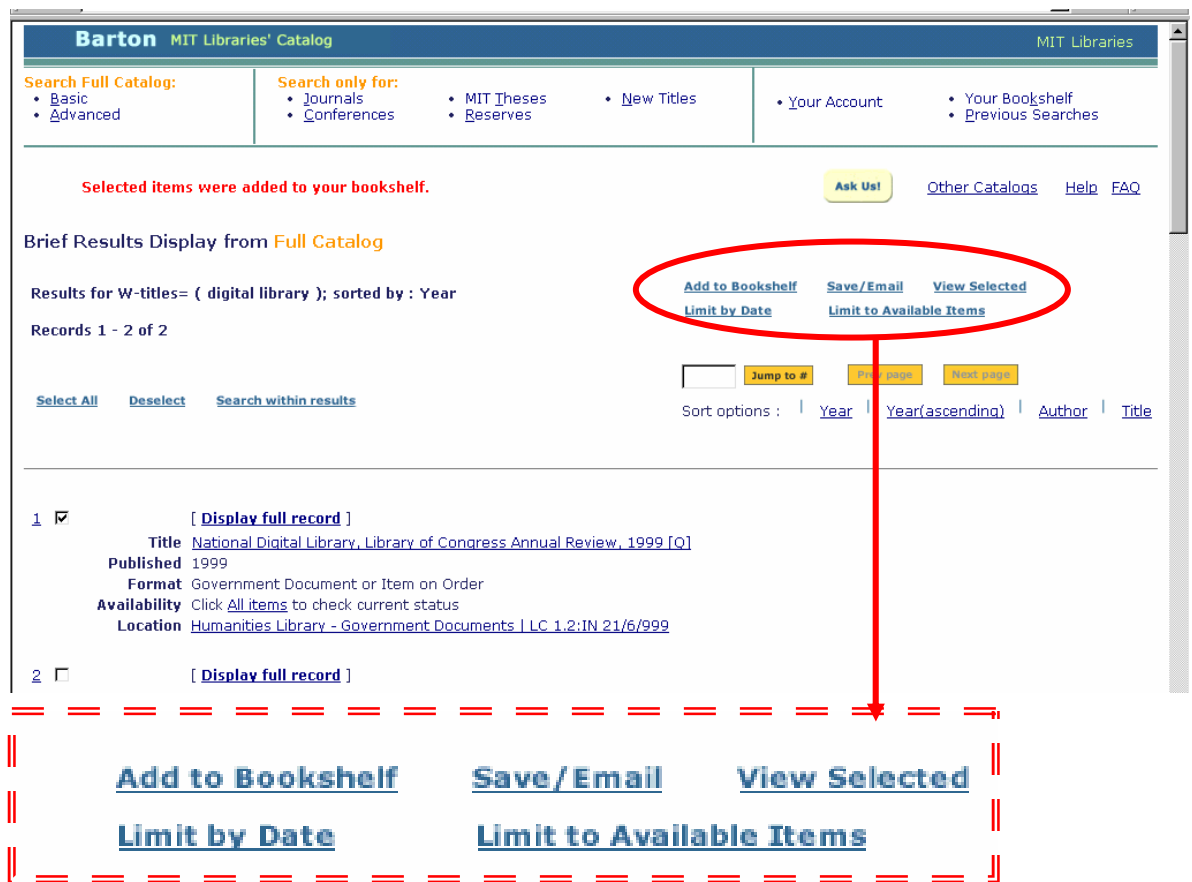 Barton MIT Libraries' Catalog MIT Libraries
Search Full Catalog: Search only for:
• Basic • Journals • MIT Theses • New Titles • Your Account • Your Bookshelf
• Advanced • Conferences • Reserves • Previous Searches
Selected items were added to your bookshelf. Ask Us! Other Catalogs Help FAQ
Brief Results Display from Full Catalog
Results for W-titles= ( digital library ); sorted by : Year Add to Bookshelf Save/Email View Selected
Limit by Date Limit to Available Items
Records 1 - 2 of 2
Jump to # Prev page Next page
Select All Deselect Search within results
Sort options : | Year | Year(ascending) | Author | Title
1 [ Display full record ]
Title National Digital Library, Library of Congress Annual Review, 1999 [Q]
Published 1999
Format Government Document or Item on Order
Availability Click All items to check current status
Location Humanities Library - Government Documents | LC 1.2:IN 21/6/999
2 [ Display full record ]
Add to Bookshelf Save/Email View Selected
Limit by Date Limit to Available Items